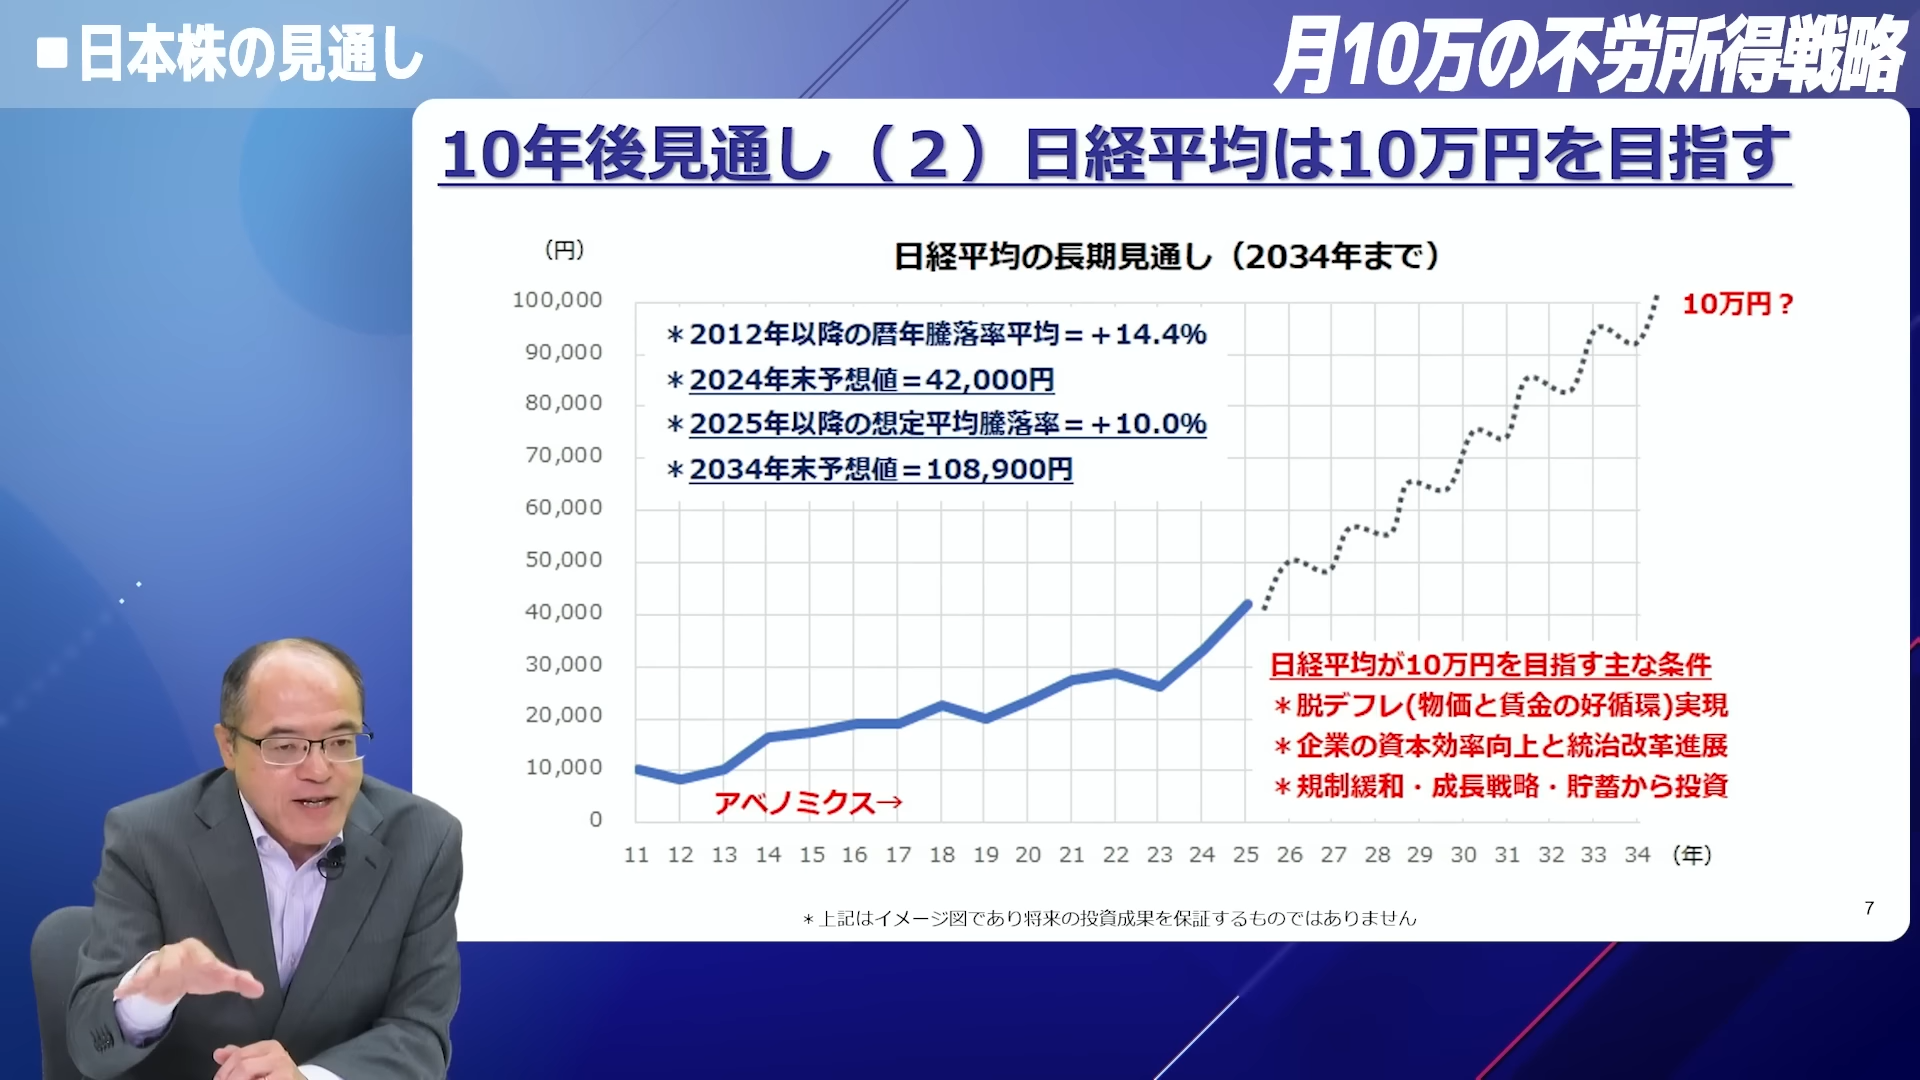 ■日本株の見通し
月10万の不労所得戦略
10年後見通し（２）日経平均は10万円を目指す
（円）
日経平均の長期見通し（2034年まで）
100,000
90,000
80,000
70,000
60,000
50,000
40,000
30,000
20,000
10,000
0
＊2012年以降の暦年騰落率平均＝＋14.4%
＊2024年末予想値＝42,000円
＊2025年以降の想定平均騰落率＝＋10.0%
＊2034年末予想値＝108,900円
10万円？
アベノミクス→
日経平均が10万円を目指す主な条件
＊脱デフレ(物価と賃金の好循環)実現
＊企業の資本効率向上と統治改革進展
＊規制緩和・成長戦略・貯蓄から投資
11 12 13 14 15 16 17 18 19 20 21 22 23 24 25 26 27 28 29 30 31 32 33 34 （年）
＊上記はイメージ図であり将来の投資成果を保証するものではありません
7